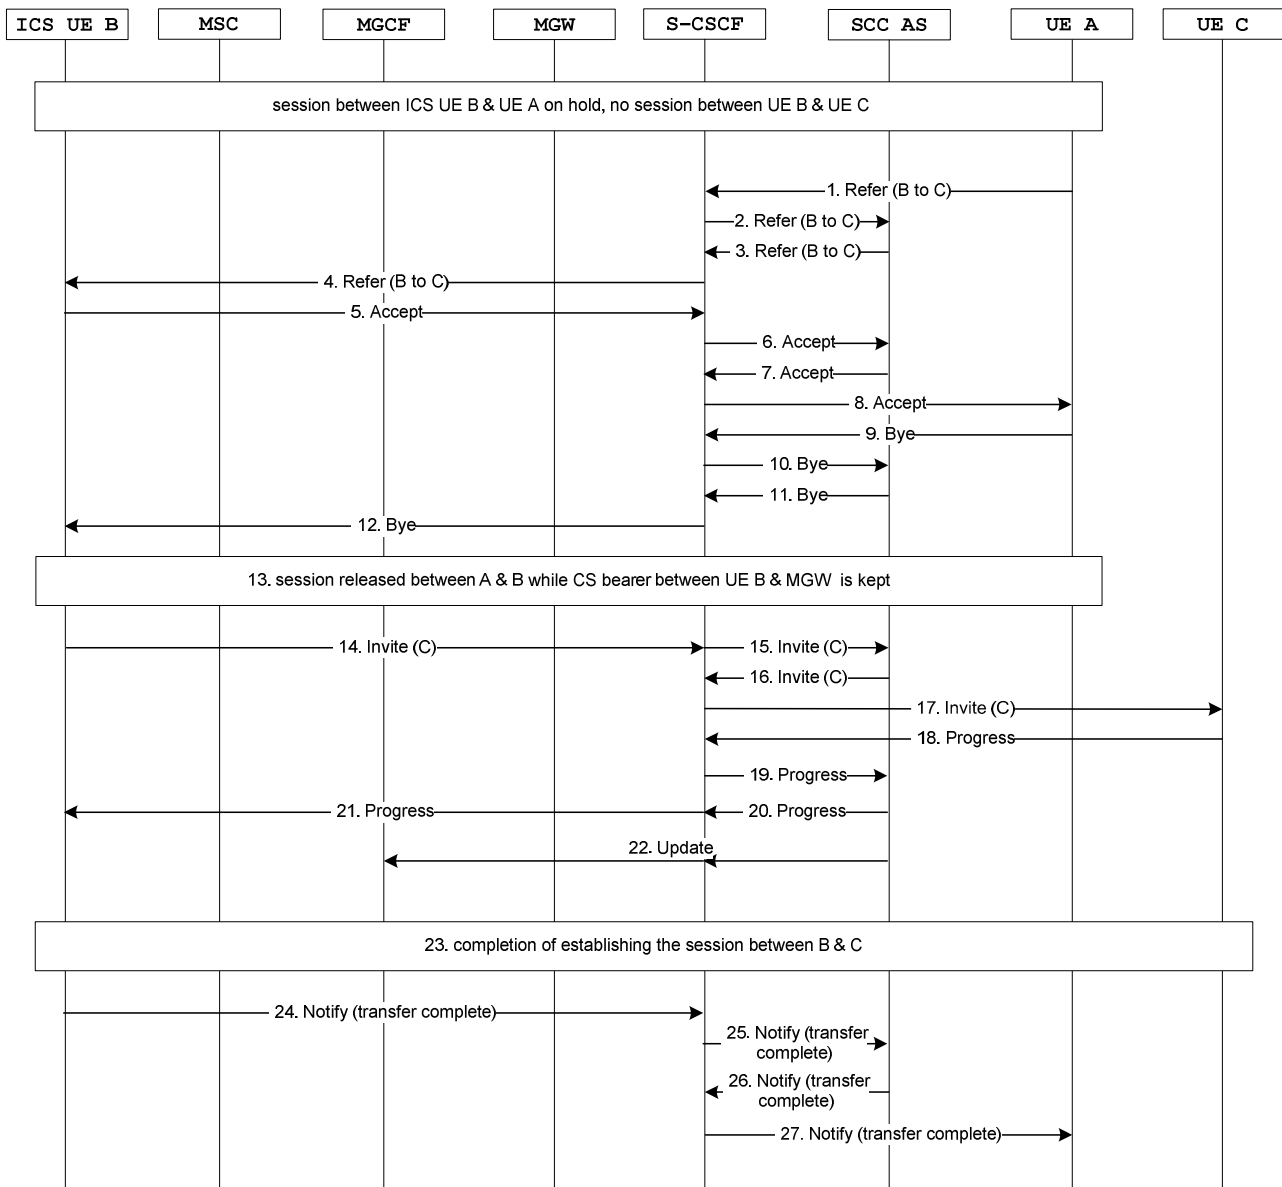 ICS UE B MSC MGCF MGW S-CSCF SCC AS UE A UE C
session between ICS UE B & UE A on hold, no session between UE B & UE C
1. Refer (B to C)
2. Refer (B to C)
3. Refer (B to C)
4. Refer (B to C)
5. Accept
6. Accept
7. Accept
8. Accept
9. Bye
10. Bye
11. Bye
12. Bye
13. session released between A & B while CS bearer between UE B & MGW is kept
14. Invite (C) 15. Invite (C)
16. Invite (C)
17. Invite (C)
18. Progress
19. Progress
21. Progress 20. Progress
22. Update
23. completion of establishing the session between B & C
24. Notify (transfer complete)
25. Notify (transfer
complete)
26. Notify (transfer
complete)
27. Notify (transfer complete)